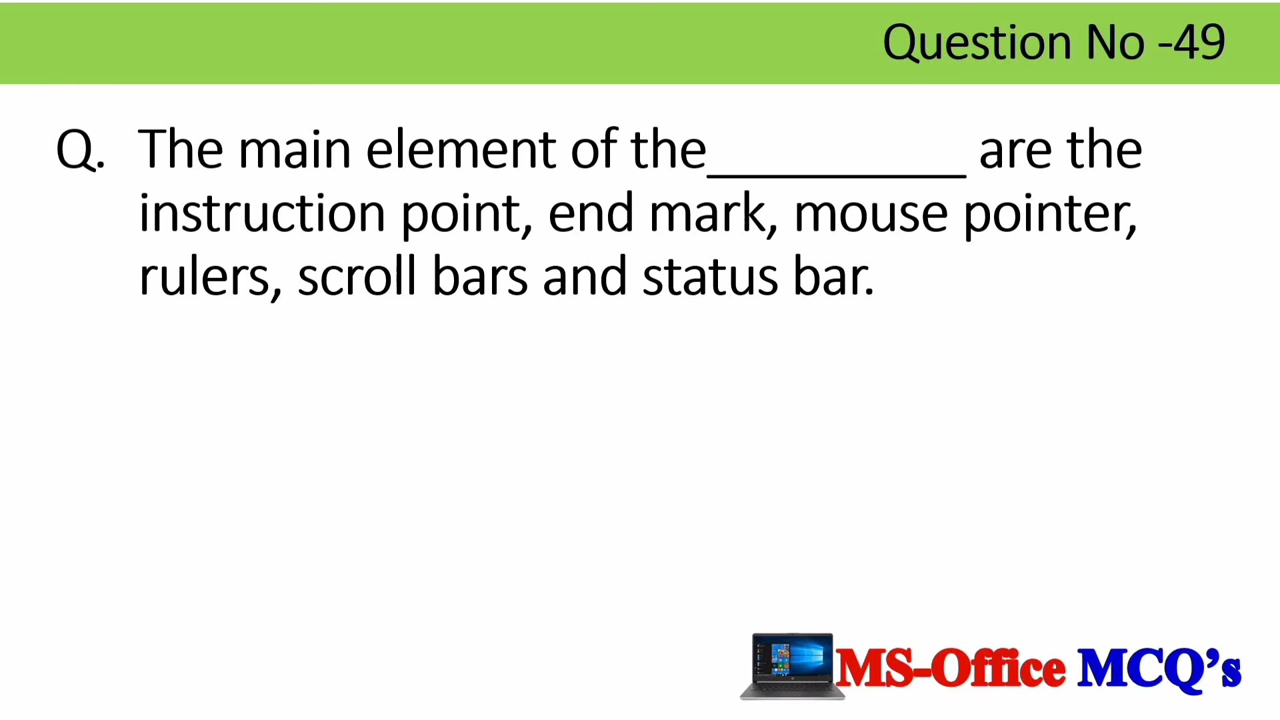 Question No -49
Q. The main element of the_________ are the
instruction point, end mark, mouse pointer,
rulers, scroll bars and status bar.
MS-Office MCQ’s